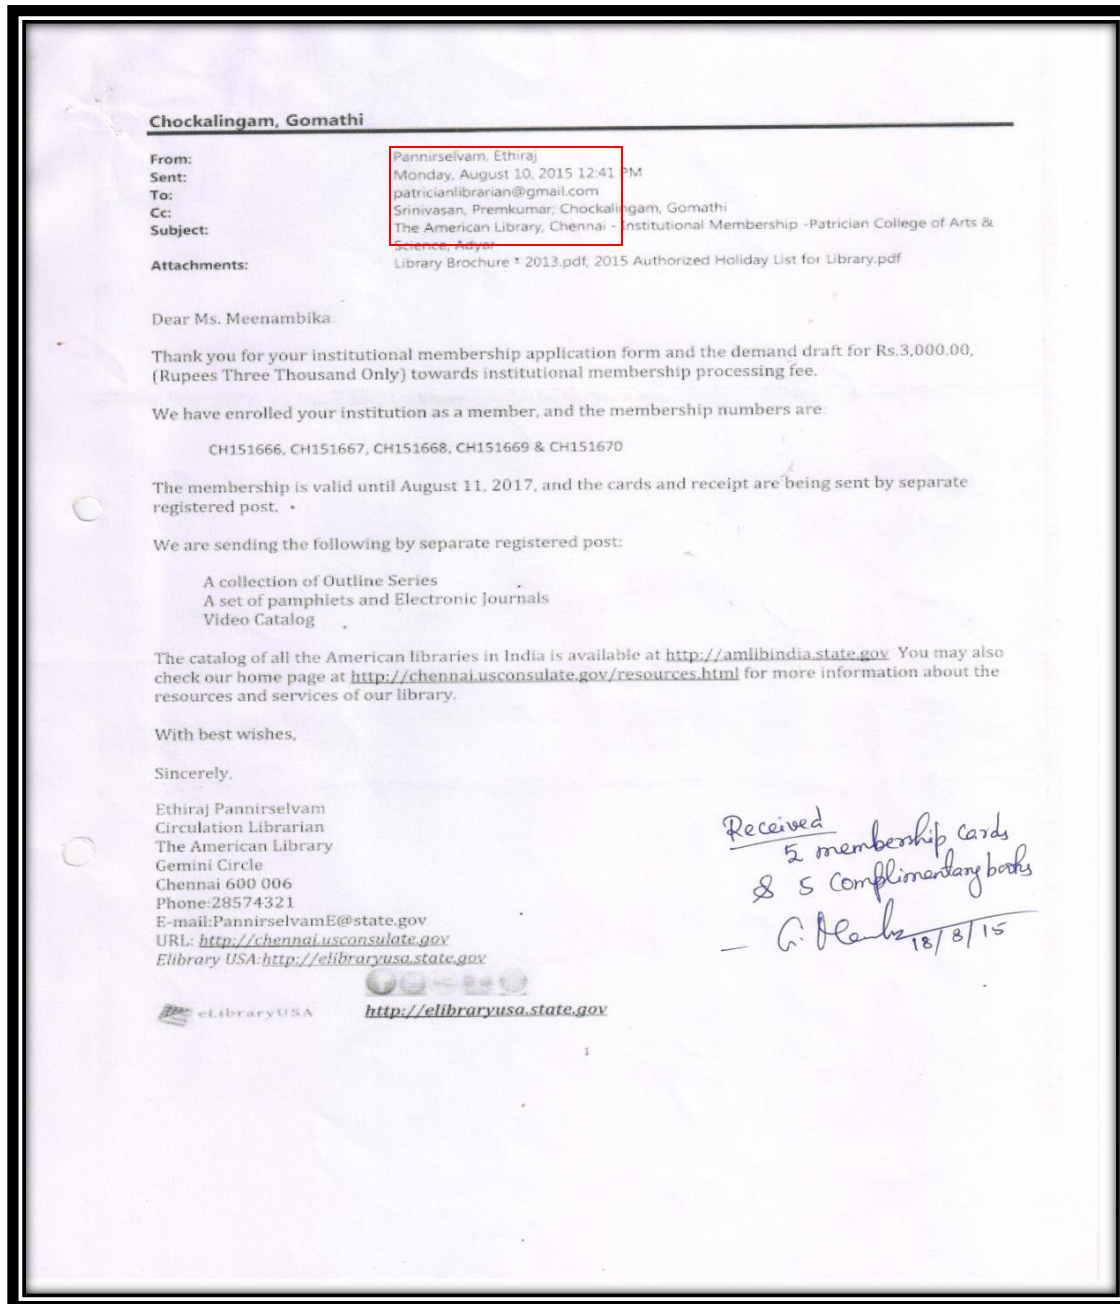 Chockalingam, Gomathi
From: Pannirselvam, Ethiraj
Sent: Monday, August 10, 2015 12:41 PM
To: patricianlibrarian@gmail.com
Cc: Srinivasan, Premkumar; Chockalingam, Gomathi
Subject: The American Library, Chennai - Institutional Membership -Patrician College of Arts &
Science, Adyar
Attachments: Library Brochure * 2013.pdf; 2015 Authorized Holiday List for Library.pdf
Dear Ms. Meenambika:
Thank you for your institutional membership application form and the demand draft for Rs.3,000.00,
(Rupees Three Thousand Only) towards institutional membership processing fee.
We have enrolled your institution as a member, and the membership numbers are:
CH151666, CH151667, CH151668, CH151669 & CH151670
The membership is valid until August 11, 2017, and the cards and receipt are being sent by separate
registered post.
We are sending the following by separate registered post:
A collection of Outline Series
A set of pamphlets and Electronic Journals
Video Catalog
The catalog of all the American libraries in India is available at http://amlibindia.state.gov You may also
check our home page at http://chennai.usconsulate.gov/resources.html for more information about the
resources and services of our library.
With best wishes,
Sincerely,
Ethiraj Pannirselvam
Circulation Librarian
The American Library
Gemini Circle
Chennai 600 006
Phone:28574321
E-mail:PannirselvamE@state.gov
URL: http://chennai.usconsulate.gov
Elibrary USA:http://elibraryusa.state.gov
eLibraryUSA http://elibraryusa.state.gov
1
Received
5 membership cards
& 5 Complimentary books
18/8/15